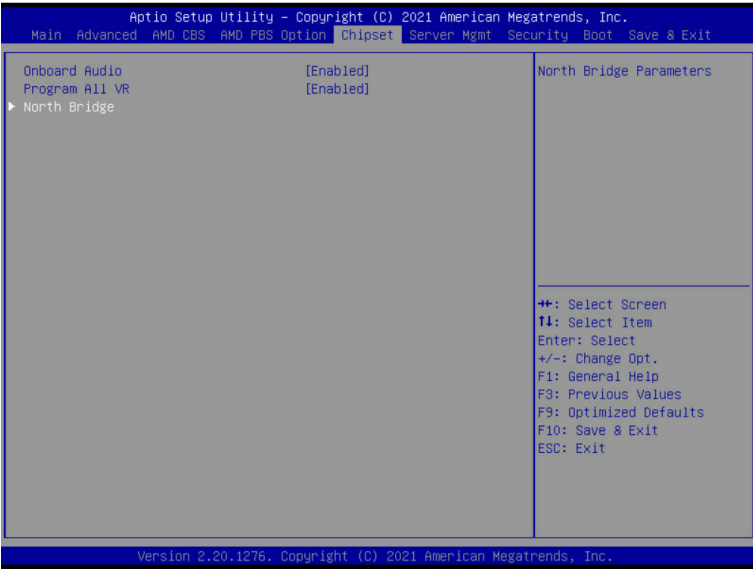 Aptio Setup Utility – Copyright (C) 2021 American Megatrends, Inc.
Main Advanced AMD CBS AMD PBS Option Chipset Server Mgmt Security Boot Save & Exit
Onboard Audio [Enabled]
Program All VR [Enabled]
North Bridge
North Bridge Parameters
→←: Select Screen
↑↓: Select Item
Enter: Select
+/-: Change Opt.
F1: General Help
F3: Previous Values
F9: Optimized Defaults
F10: Save & Exit
ESC: Exit
Version 2.20.1276. Copyright (C) 2021 American Megatrends, Inc.